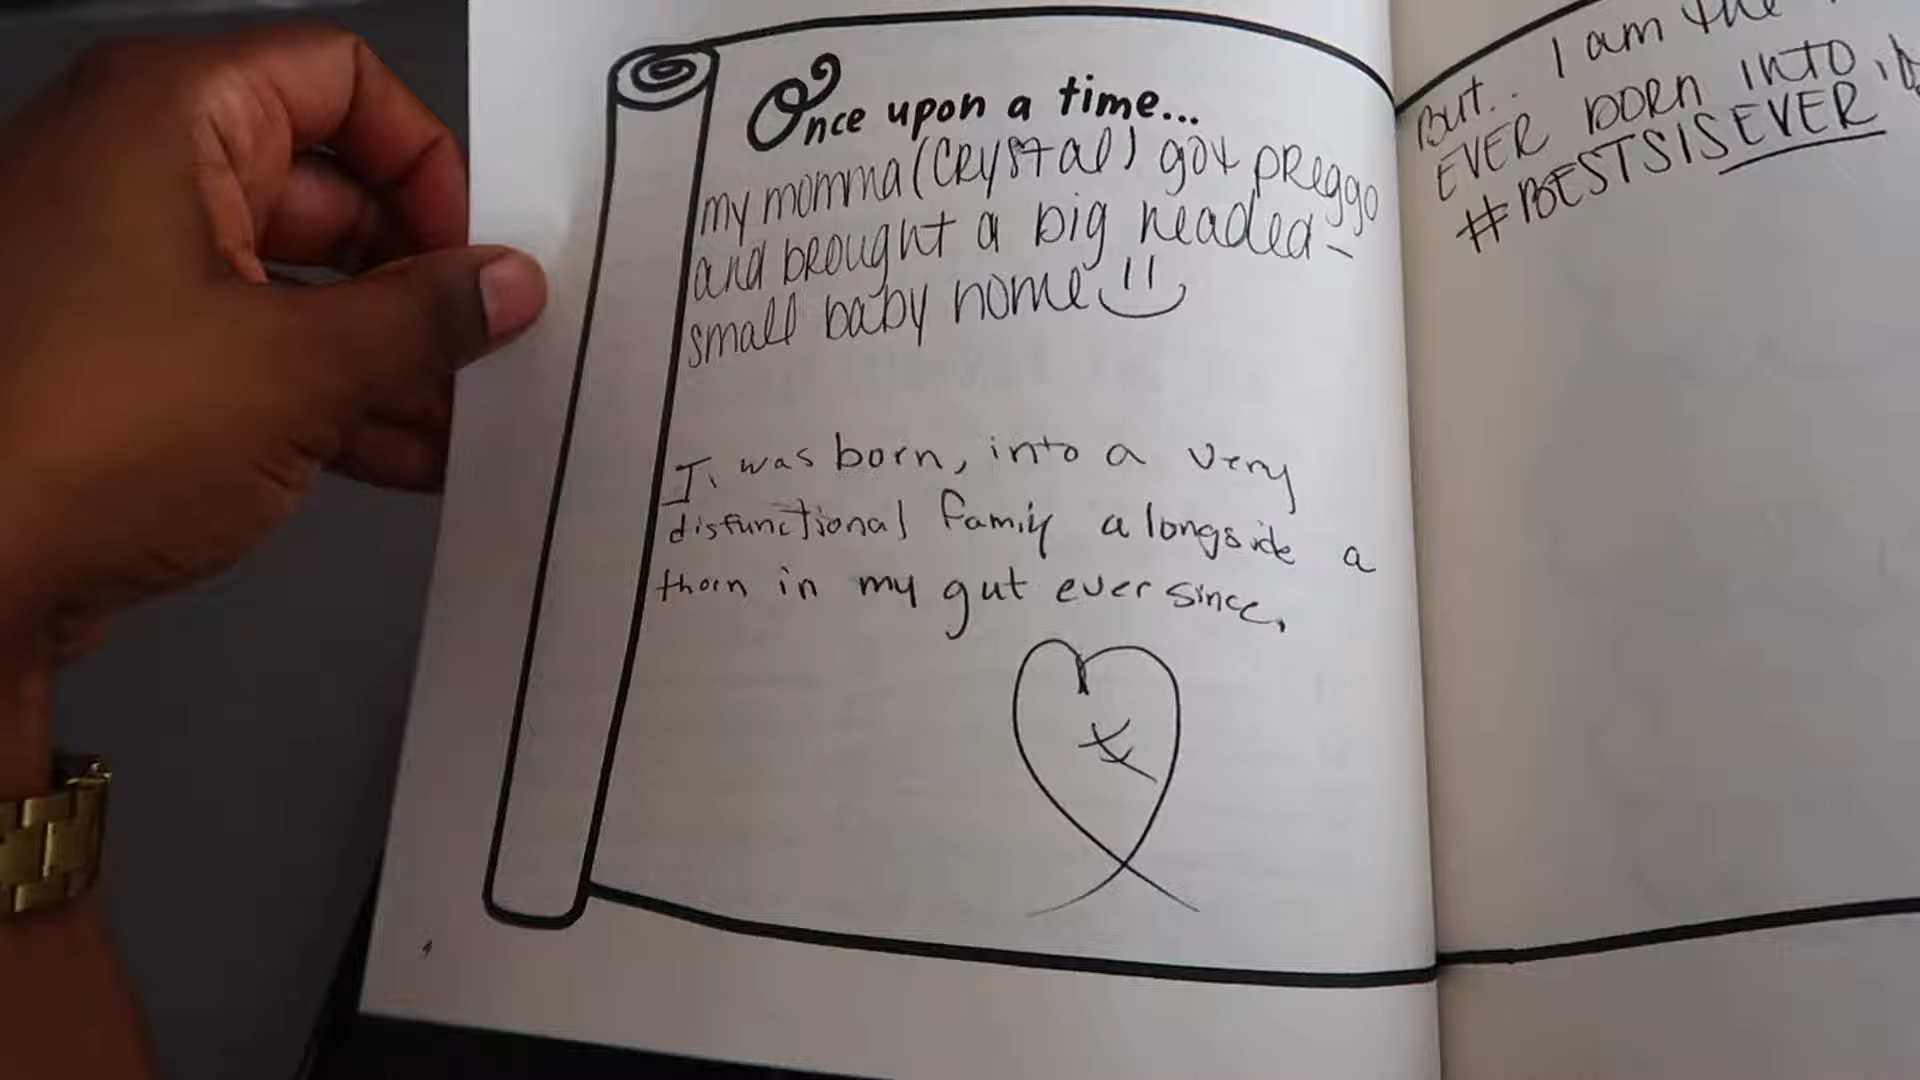 Once upon a time...
my momma (CRYSTAl) got PREggo
and bRought a big headed -
small baby home
I, was born, into a very
disfunctional family alongside a
thorn in my gut ever since,
4
But.. I am the
EVER BORN INTO
#BESTSISEVER